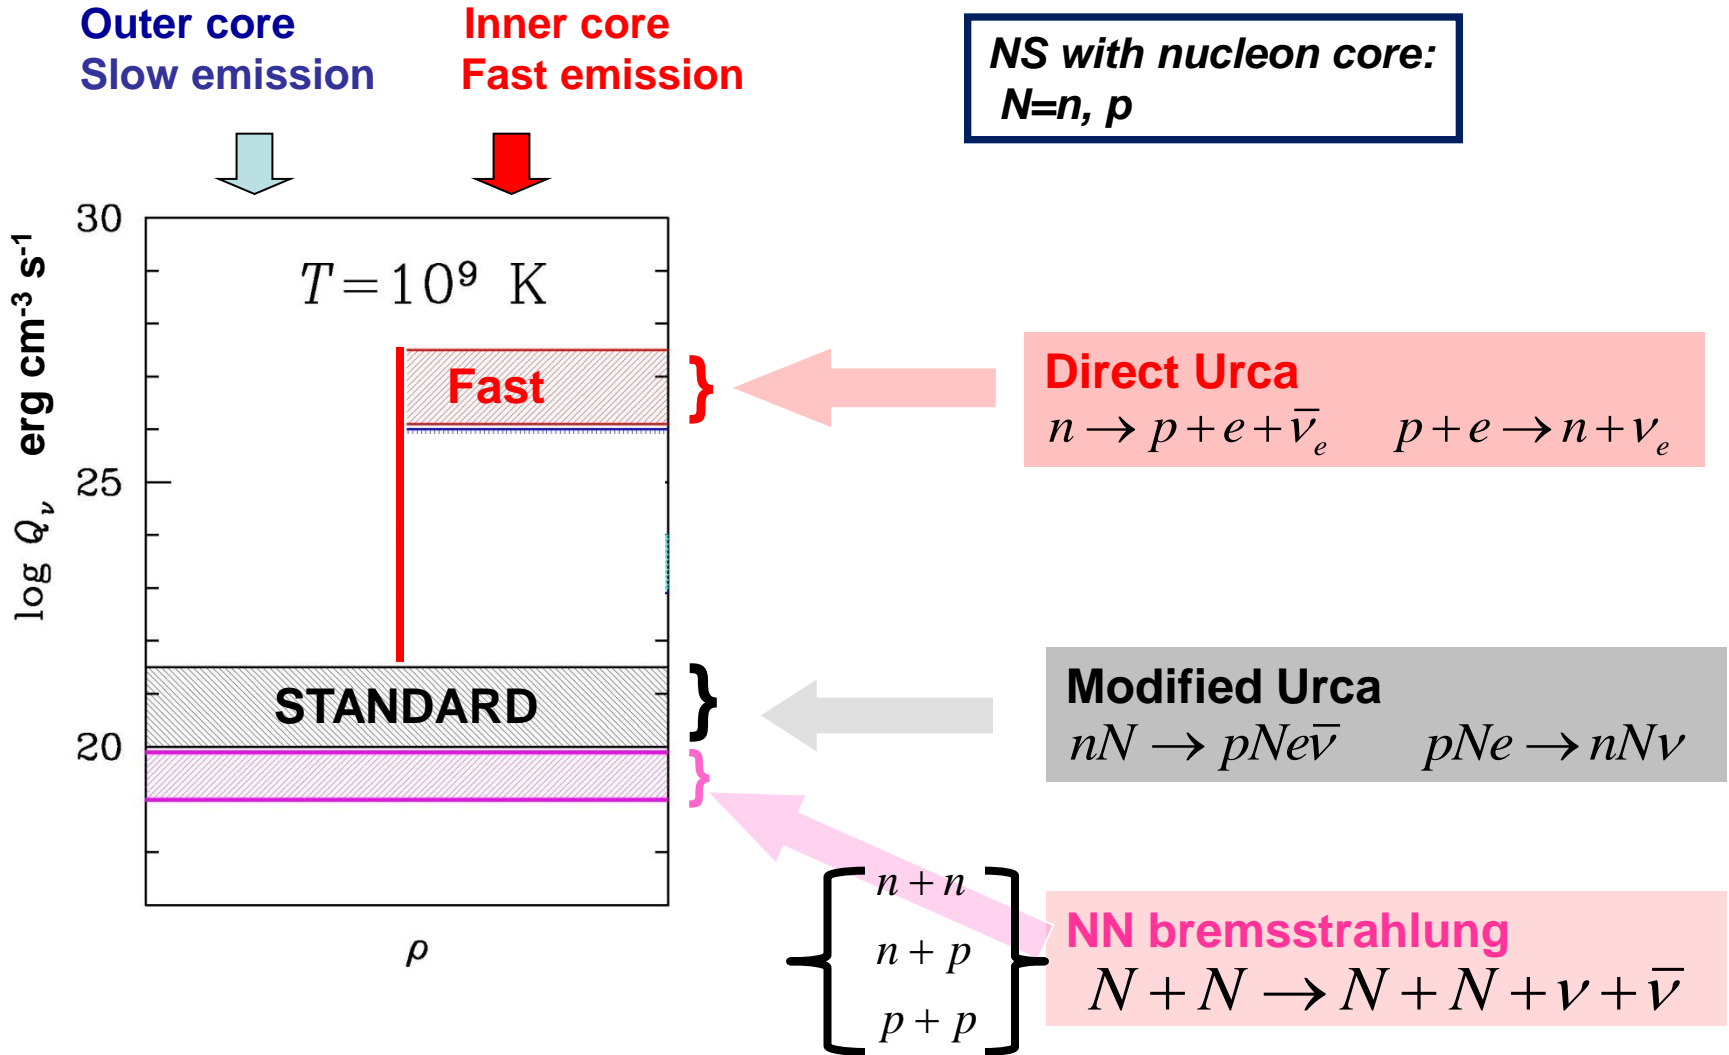 Outer core
Slow emission
Inner core
Fast emission
NS with nucleon core:
N=n, p
30
25
20
log Q_ν erg cm⁻³ s⁻¹
T=10⁹ K
Fast
STANDARD
ρ
}
}
}
Direct Urca
n → p + e + ν̄_e p + e → n + ν_e
Modified Urca
nN → pNeν̄ pNe → nNν
n + n
n + p
p + p
NN bremsstrahlung
N + N → N + N + ν + ν̄